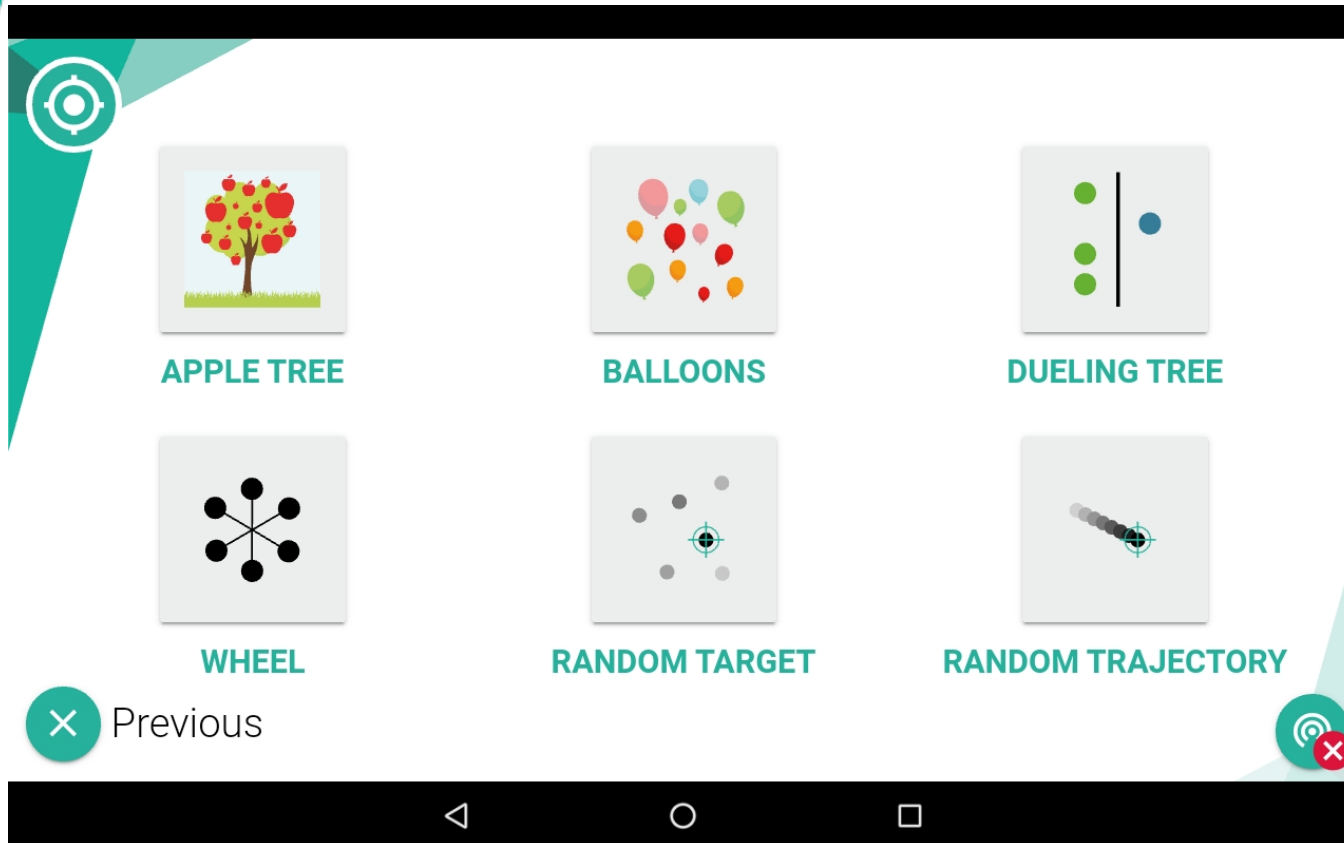 APPLE TREE
BALLOONS
DUELING TREE
WHEEL
RANDOM TARGET
RANDOM TRAJECTORY
Previous